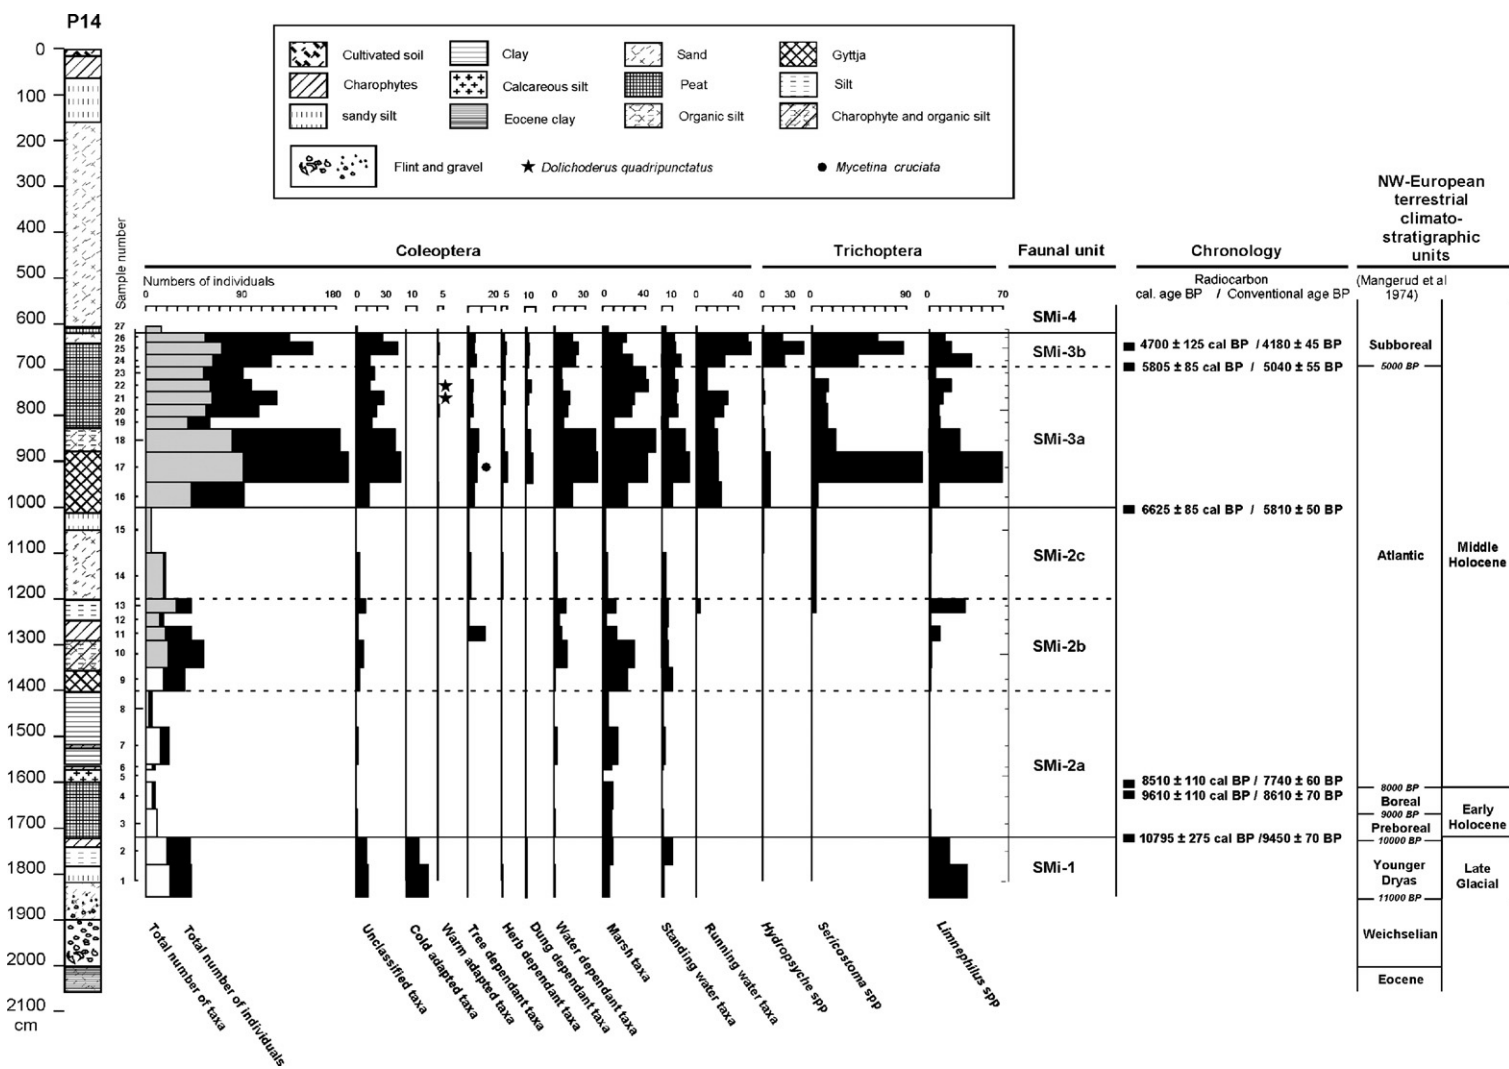 P14
Cultivated soil
Clay
Sand
Gyttja
Charophytes
Calcareous silt
Peat
Silt
sandy silt
Eocene clay
Organic silt
Charophyte and organic silt
Flint and gravel
Dolichoderus quadripunctatus
Mycetina cruciata
0
100
200
300
400
500
600
700
800
900
1000
1100
1200
1300
1400
1500
1600
1700
1800
1900
2000
2100
cm
Sample number
Coleoptera
Trichoptera
Faunal unit
Chronology
NW-European
terrestrial
climato-
stratigraphic
units
Numbers of individuals
Radiocarbon
cal. age BP / Conventional age BP
(Mangerud et al
1974)
0 90 180 0 30 10 5 20 5 10 0 30 0 40 10 0 40 0 30 0 90 0 70
27
26
25
24
23
22
21
20
19
18
17
16
15
14
13
12
11
10
9
8
7
6
5
4
3
2
1
SMi-4
SMi-3b
SMi-3a
SMi-2c
SMi-2b
SMi-2a
SMi-1
4700 ± 125 cal BP / 4180 ± 45 BP
5805 ± 85 cal BP / 5040 ± 55 BP
6625 ± 85 cal BP / 5810 ± 50 BP
8510 ± 110 cal BP / 7740 ± 60 BP
9610 ± 110 cal BP / 8610 ± 70 BP
10795 ± 275 cal BP /9450 ± 70 BP
Subboreal
5000 BP
Atlantic
8000 BP
Boreal
9000 BP
Preboreal
10000 BP
Younger
Dryas
11000 BP
Weichselian
Eocene
Middle
Holocene
Early
Holocene
Late
Glacial
Total number of taxa
Total number of individuals
Unclassified taxa
Cold adapted taxa
Warm adapted taxa
Tree dependant taxa
Herb dependant taxa
Dung dependant taxa
Water dependant taxa
Marsh taxa
Standing water taxa
Running water taxa
Hydropsyche spp
Sericostoma spp
Limnephilus spp